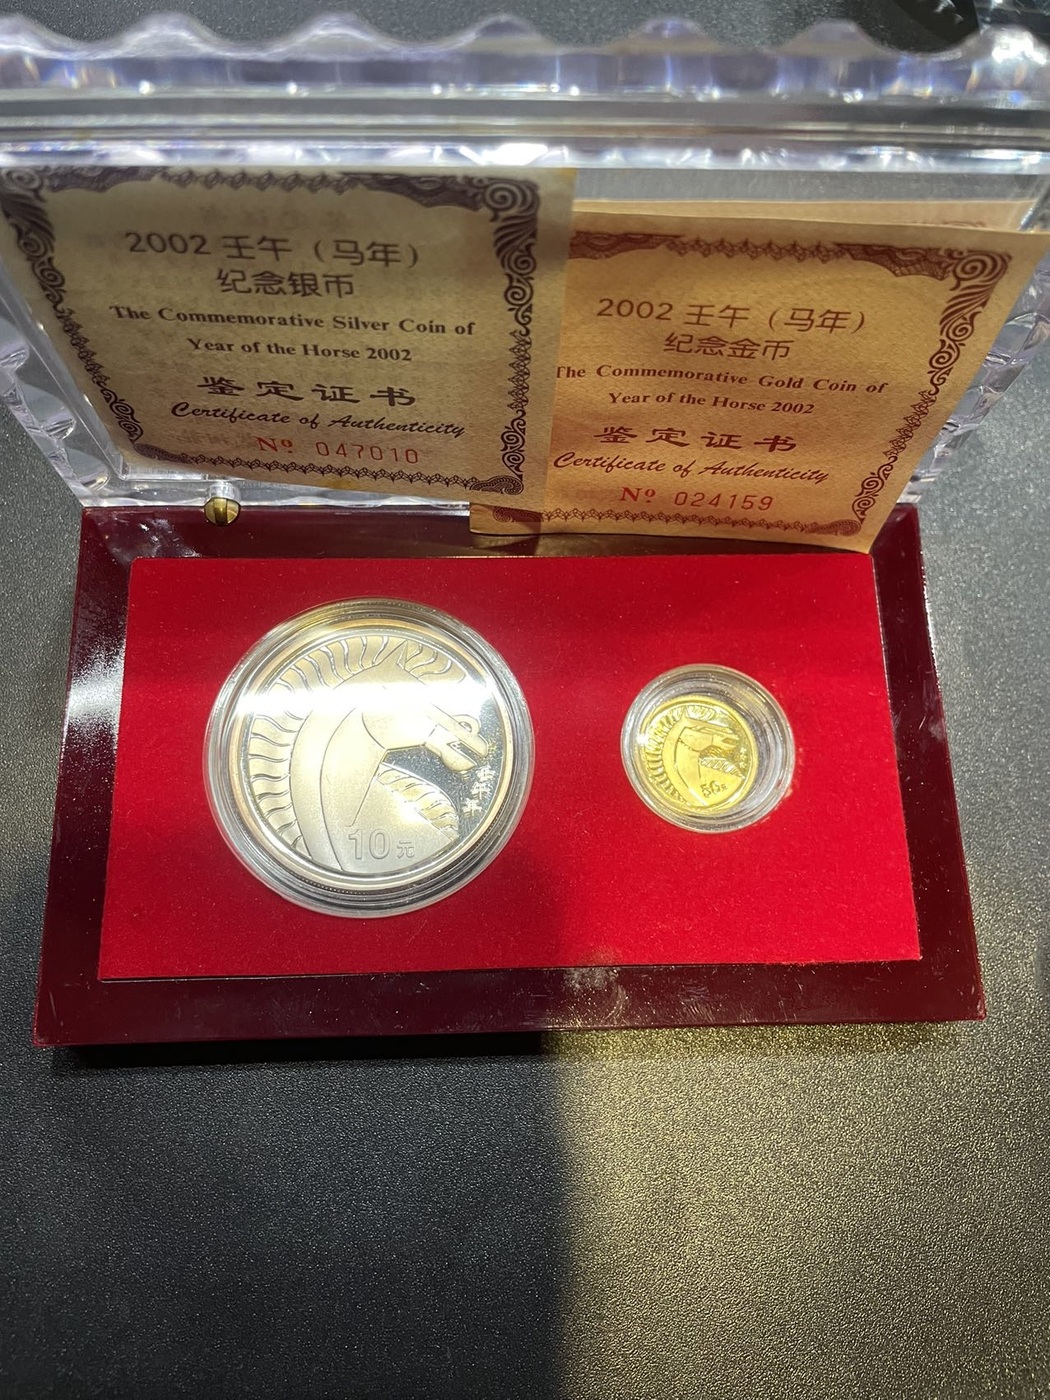 2002 壬午（马年）
纪念银币
The Commemorative Silver Coin of
Year of the Horse 2002
鉴定证书
Certificate of Authenticity
Nº 047010
2002 壬午（马年）
纪念金币
The Commemorative Gold Coin of
Year of the Horse 2002
鉴定证书
Certificate of Authenticity
Nº 024159
10元
50元